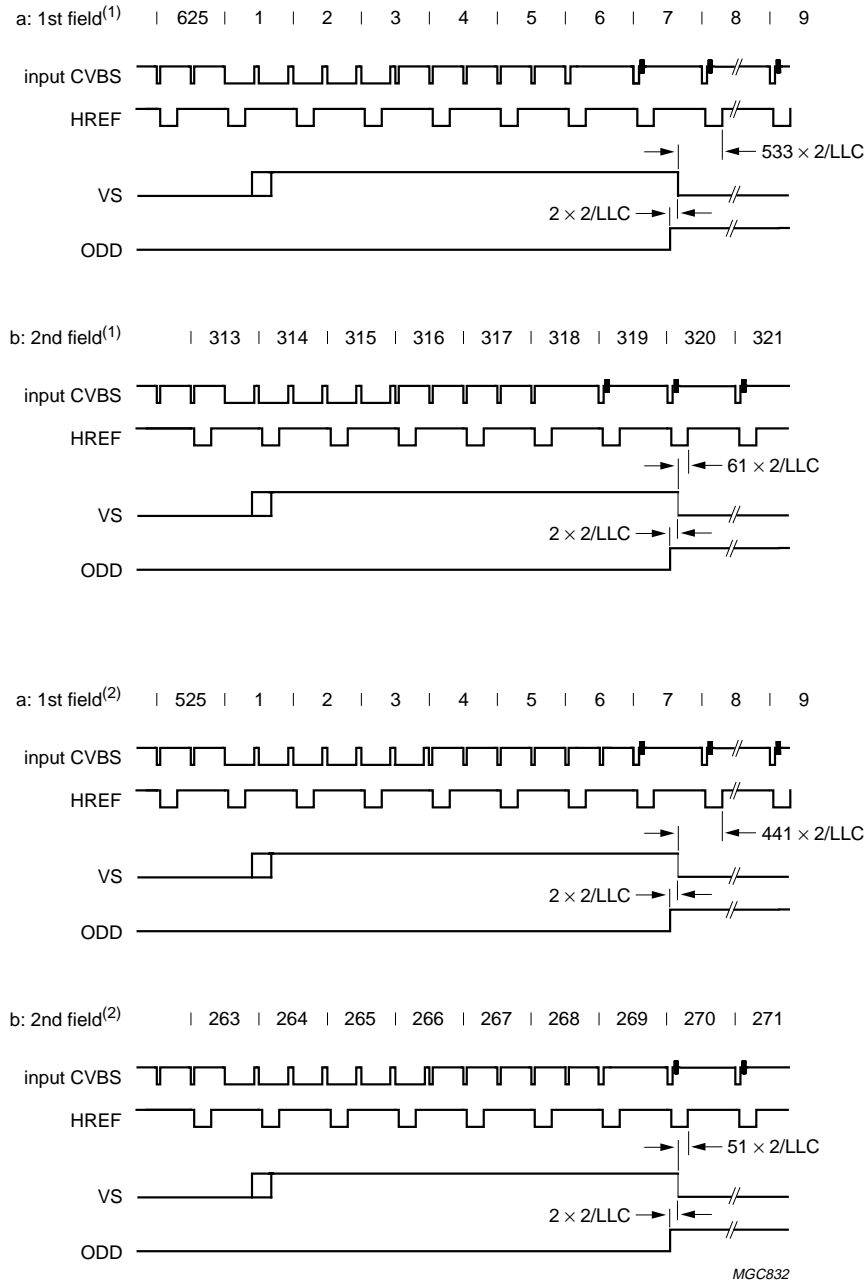 a: 1st field(1) | 625 | 1 | 2 | 3 | 4 | 5 | 6 | 7 | 8 | 9
input CVBS
HREF
533 × 2/LLC
VS
2 × 2/LLC
ODD
b: 2nd field(1) | 313 | 314 | 315 | 316 | 317 | 318 | 319 | 320 | 321
input CVBS
HREF
61 × 2/LLC
VS
2 × 2/LLC
ODD
a: 1st field(2) | 525 | 1 | 2 | 3 | 4 | 5 | 6 | 7 | 8 | 9
input CVBS
HREF
441 × 2/LLC
VS
2 × 2/LLC
ODD
b: 2nd field(2) | 263 | 264 | 265 | 266 | 267 | 268 | 269 | 270 | 271
input CVBS
HREF
51 × 2/LLC
VS
2 × 2/LLC
ODD
MGC832